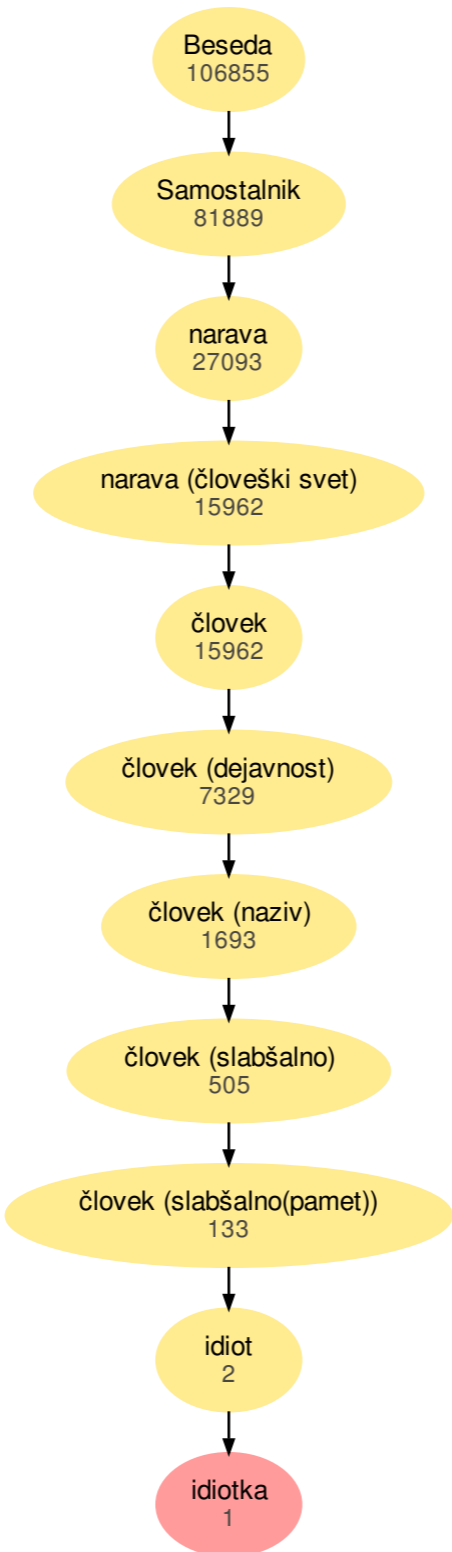 Beseda
106855
Samostalnik
81889
narava
27093
narava (človeški svet)
15962
človek
15962
človek (dejavnost)
7329
človek (naziv)
1693
človek (slabšalno)
505
človek (slabšalno(pamet))
133
idiot
2
idiotka
1